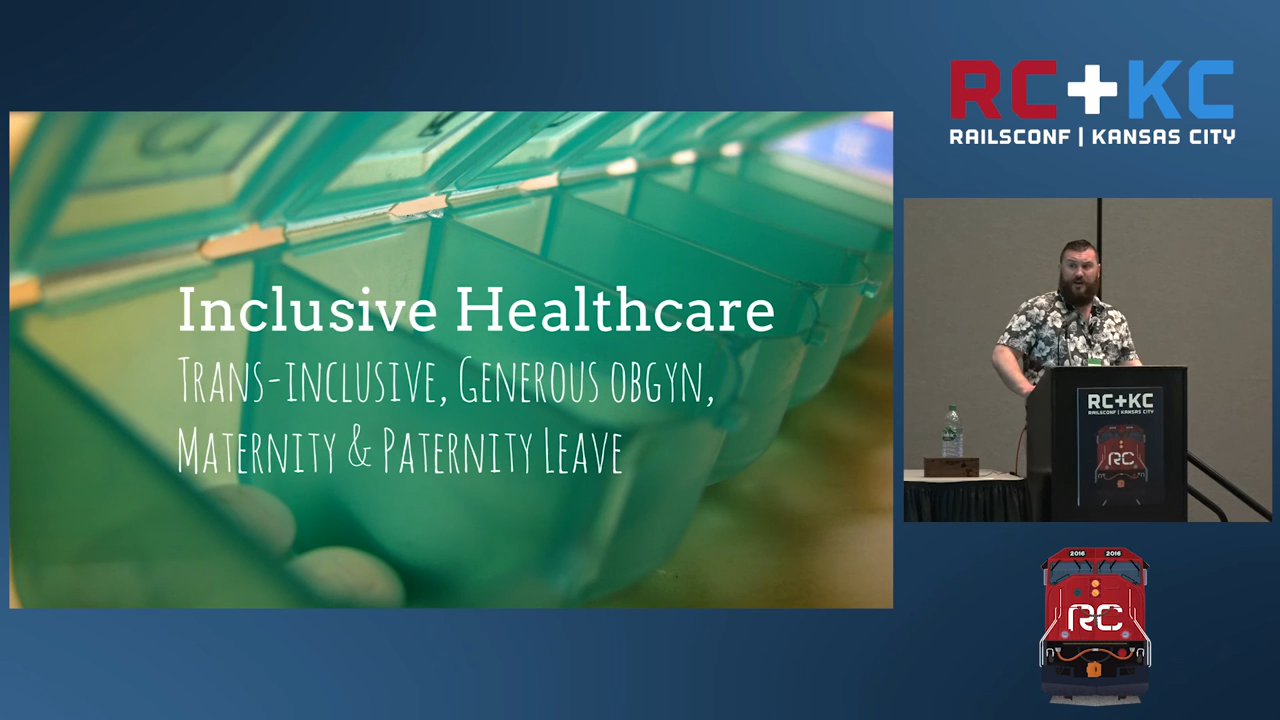 Inclusive Healthcare
Trans-inclusive, Generous obgyn,
Maternity & Paternity Leave
RC+KC
RAILSCONF | KANSAS CITY
RC+KC
RAILSCONF | KANSAS CITY
RC
2016 2016
RC